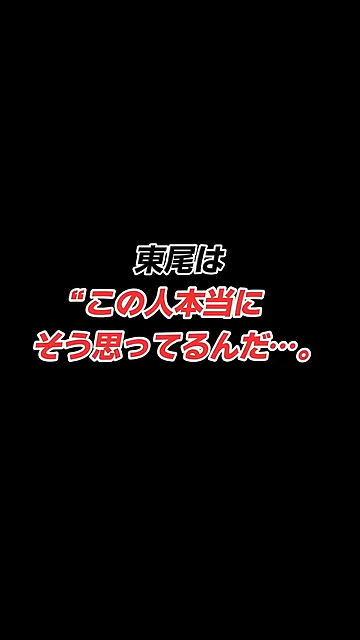 東尾は
“この人本当に
そう思ってるんだ…。